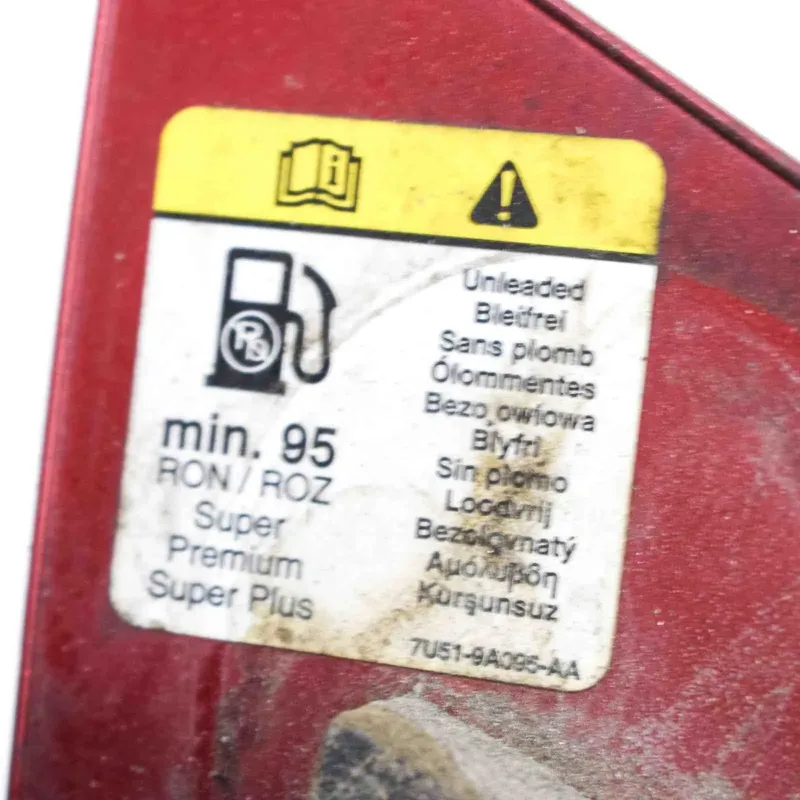 min. 95
RON / ROZ
Super
Premium
Super Plus
Unleaded
Bleifrei
Sans plomb
Ólommentes
Bezołowiowa
Blyfri
Sin plomo
Loodvrij
Bezolovnatý
Αμόλυβδη
Kurşunsuz
7U51-9A095-AA